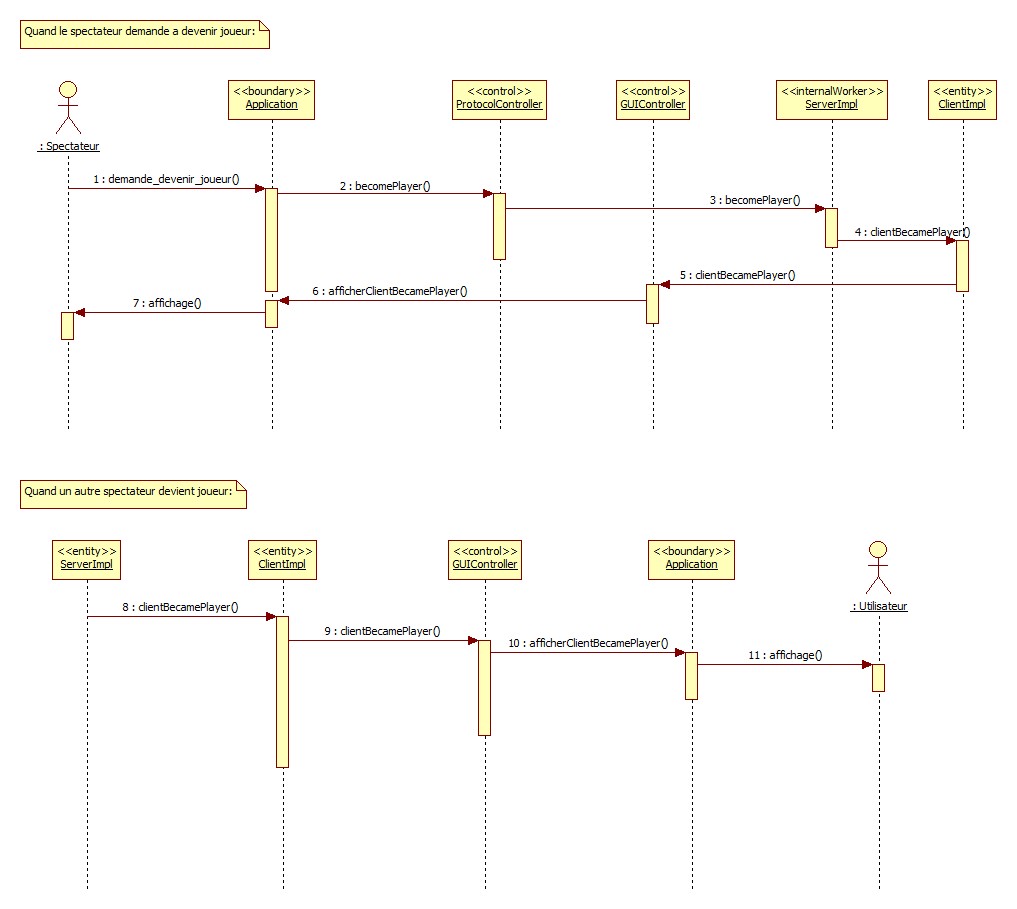 Quand le spectateur demande a devenir joueur:
<<boundary>>
Application
<<control>>
ProtocolController
<<control>>
GUIController
<<internalWorker>>
ServerImpl
<<entity>>
ClientImpl
: Spectateur
1 : demande_devenir_joueur()
2 : becomePlayer()
3 : becomePlayer()
4 : clientBecamePlayer()
5 : clientBecamePlayer()
6 : afficherClientBecamePlayer()
7 : affichage()
Quand un autre spectateur devient joueur:
<<entity>>
ServerImpl
<<entity>>
ClientImpl
<<control>>
GUIController
<<boundary>>
Application
: Utilisateur
8 : clientBecamePlayer()
9 : clientBecamePlayer()
10 : afficherClientBecamePlayer()
11 : affichage()